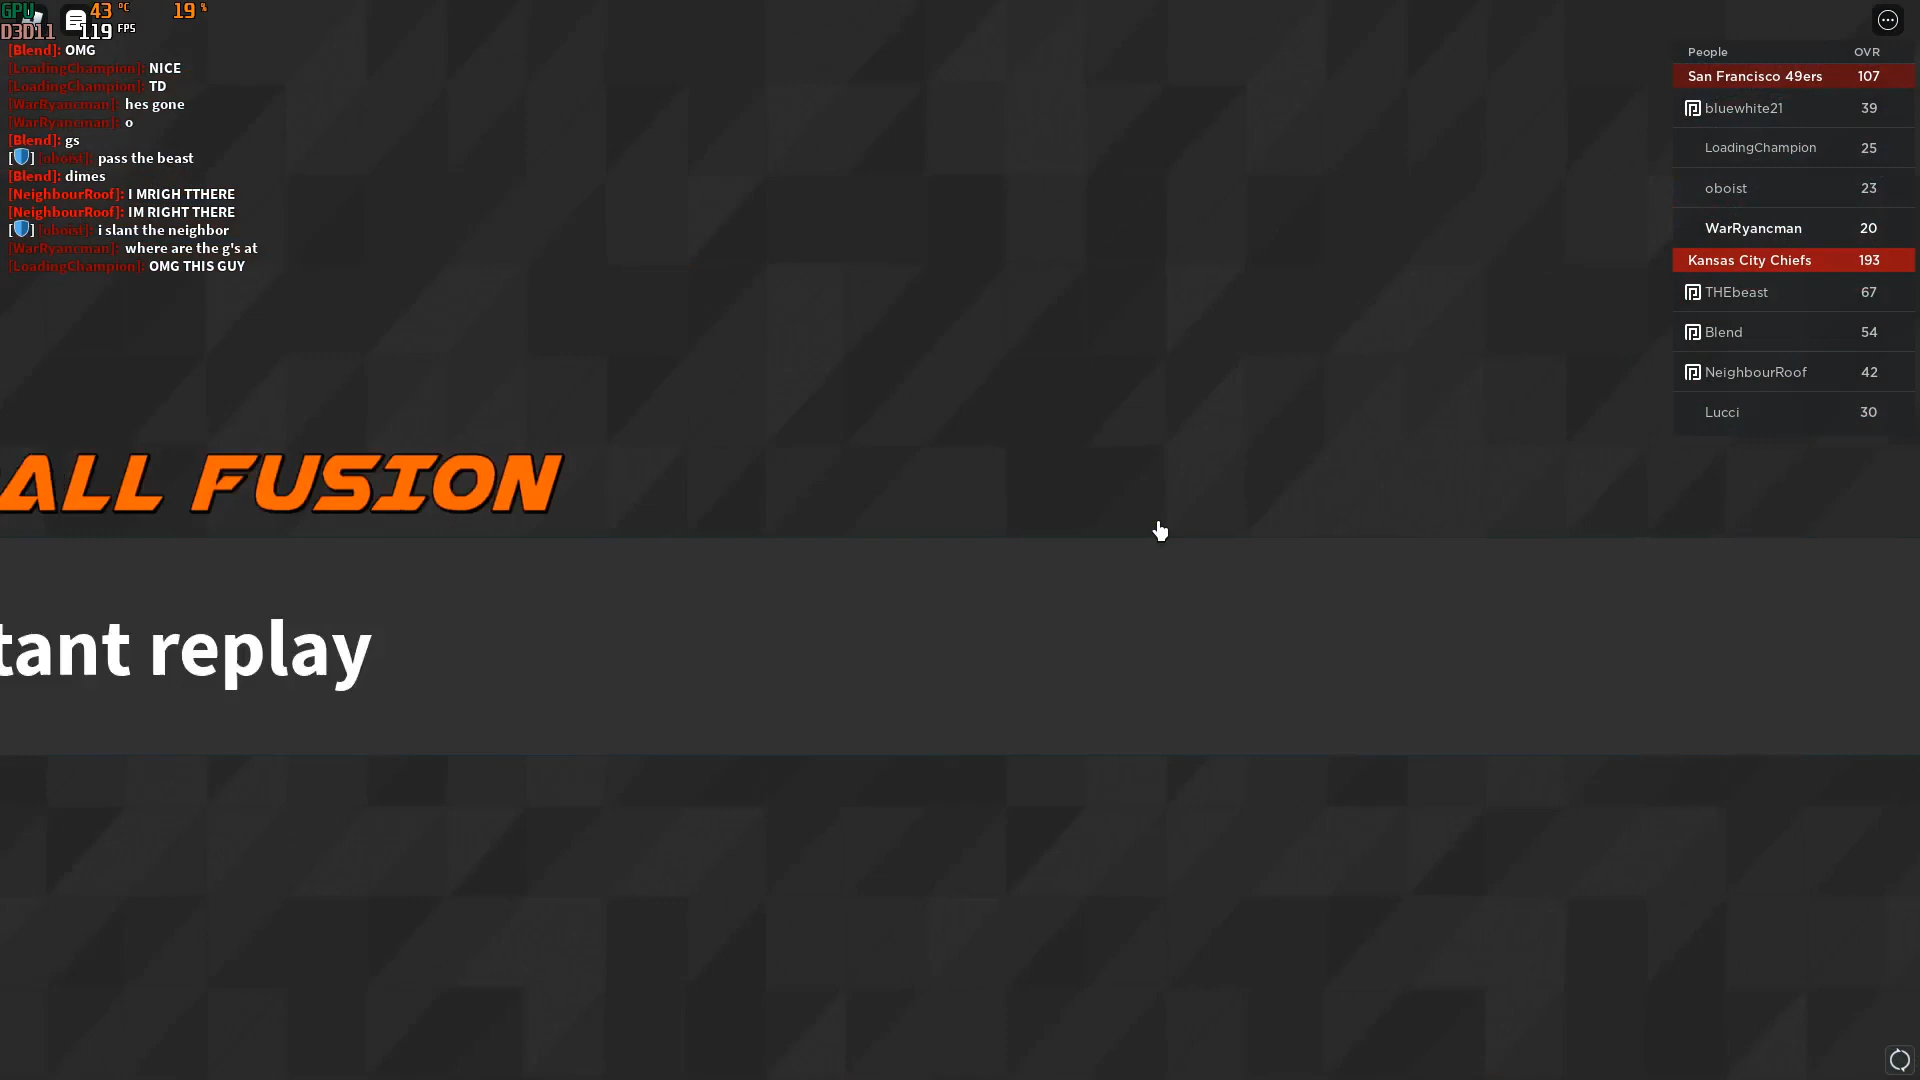 GPU 43 °C 19 %
D3D11 119 FPS
[Blend]: OMG
[LoadingChampion]: NICE
[LoadingChampion]: TD
[WarRyancman]: hes gone
[WarRyancman]: o
[Blend]: gs
[🛡️] [oboist]: pass the beast
[Blend]: dimes
[NeighbourRoof]: I MRIGH TTHERE
[NeighbourRoof]: IM RIGHT THERE
[🛡️] [oboist]: i slant the neighbor
[WarRyancman]: where are the g's at
[LoadingChampion]: OMG THIS GUY
People OVR
San Francisco 49ers 107
bluewhite21 39
LoadingChampion 25
oboist 23
WarRyancman 20
Kansas City Chiefs 193
THEbeast 67
Blend 54
NeighbourRoof 42
Lucci 30
ALL FUSION
tant replay